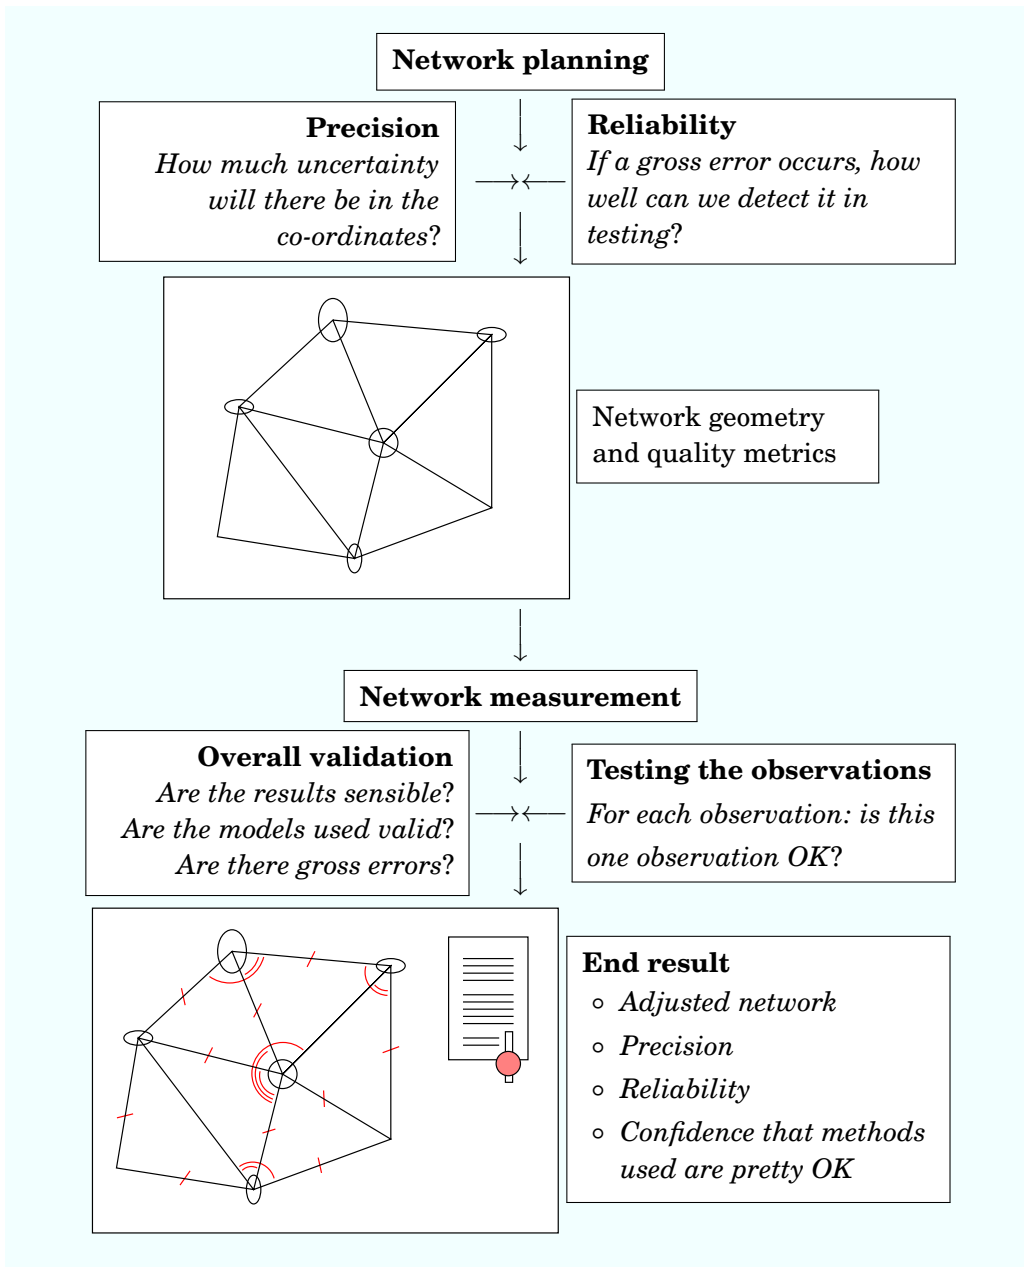 Network planning
Precision
How much uncertainty
will there be in the
co-ordinates?
Reliability
If a gross error occurs, how
well can we detect it in
testing?
Network geometry
and quality metrics
Network measurement
Overall validation
Are the results sensible?
Are the models used valid?
Are there gross errors?
Testing the observations
For each observation: is this
one observation OK?
End result
Adjusted network
Precision
Reliability
Confidence that methods
used are pretty OK